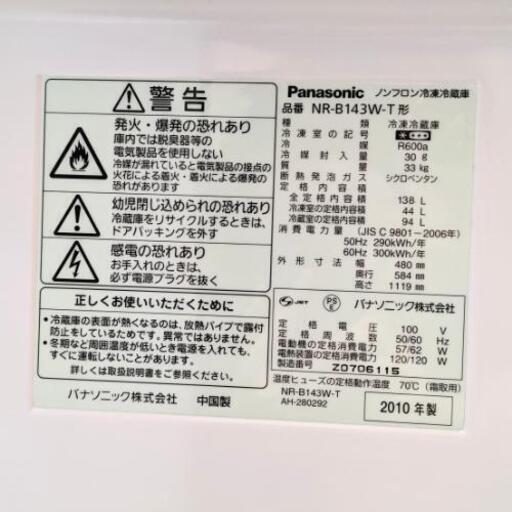 警告
発火・爆発の恐れあり
庫内では脱臭器等の
電気製品を使用しない
冷媒が漏れていると電気製品の接点の
火花による着火・着火による爆発の
恐れあり
幼児閉じ込められの恐れあり
冷蔵庫をリサイクルするときは、
ドアパッキングを外す
感電の恐れあり
お手入れのときは、
必ず電源プラグを抜く
正しくお使いいただくために
・冷蔵庫の表面が熱くなるのは、放熱パイプで露付
防止をしているためです。異常ではありません。
・冬期など周囲温度が低いとき電源を入れても、
すぐに運転しないことがあります。
詳しくは取扱説明書をごらんください。
パナソニック株式会社 中国製
Panasonic ノンフロン冷凍冷蔵庫
品番 NR-B143W-T形
種類 冷凍冷蔵庫
冷凍室の記号
冷媒 R600a
冷媒封入量 30 g
質量 33 kg
断熱発泡ガス シクロペンタン
定格内容積
全定格内容積 138 L
冷凍室の定格内容積 44 L
冷蔵室の定格内容積 94 L
消費電力量 (JIS C 9801-2006年)
50Hz 290kWh/年
60Hz 300kWh/年
外形寸法 幅 480 mm
奥行 584 mm
高さ 1119 mm
JET PS E パナソニック株式会社
定格電圧 100 V
定格周波数 50/60 Hz
電動機の定格消費電力 57/62 W
電熱装置の定格消費電力 120/120 W
製造番号 Z0706115
温度ヒューズの定格動作温度 70℃ (霜取用)
NR-B143W-T
AH-280292
2010年製